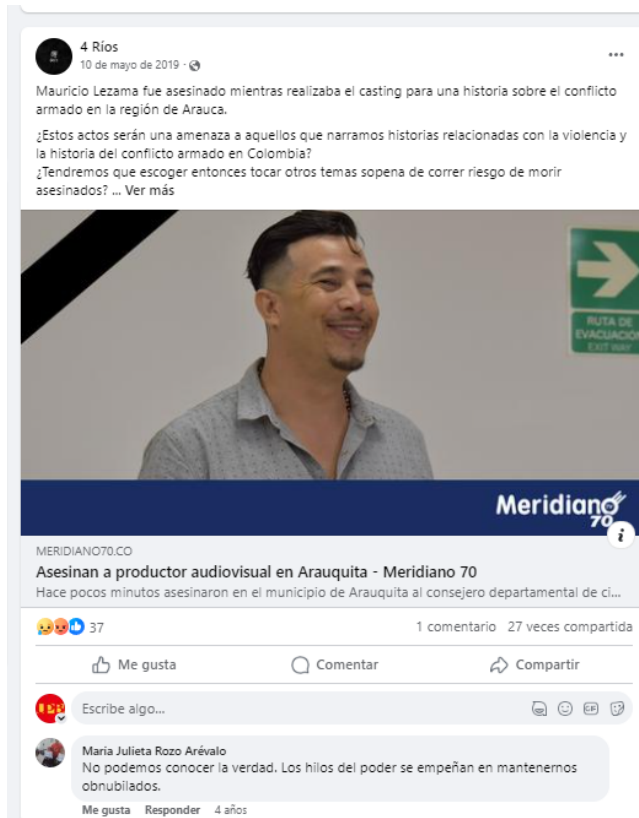 4 Ríos
10 de mayo de 2019 ·
Mauricio Lezama fue asesinado mientras realizaba el casting para una historia sobre el conflicto
armado en la región de Arauca.
¿Estos actos serán una amenaza a aquellos que narramos historias relacionadas con la violencia y
la historia del conflicto armado en Colombia?
¿Tendremos que escoger entonces tocar otros temas sopena de correr riesgo de morir
asesinados? ... Ver más
RUTA DE
EVACUACIÓN
EXIT WAY
Meridiano
70
MERIDIANO70.CO
Asesinan a productor audiovisual en Arauquita - Meridiano 70
Hace pocos minutos asesinaron en el municipio de Arauquita al consejero departamental de ci...
37
1 comentario 27 veces compartida
Me gusta Comentar Compartir
Escribe algo...
GIF
María Julieta Rozo Arévalo
No podemos conocer la verdad. Los hilos del poder se empeñan en mantenernos
obnubilados.
Me gusta Responder 4 años